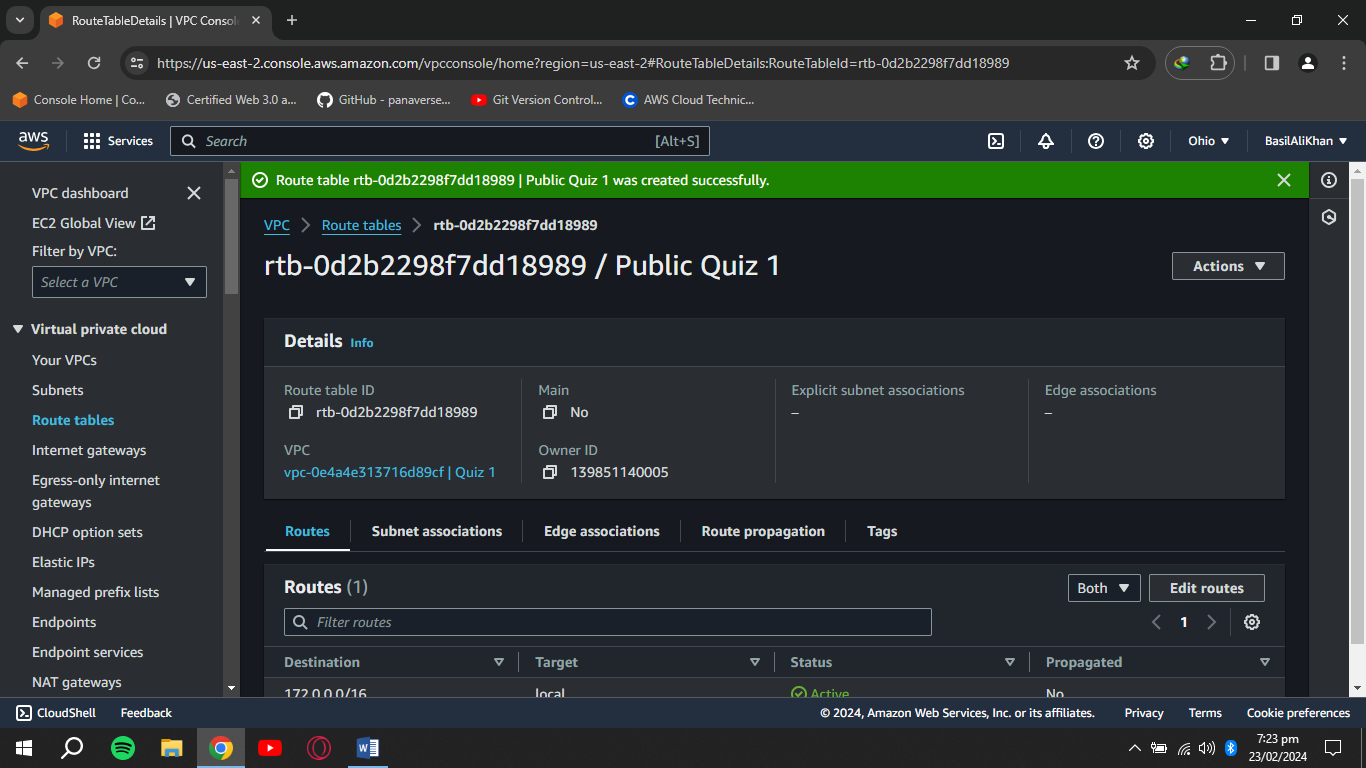 RouteTableDetails | VPC Consol
https://us-east-2.console.aws.amazon.com/vpcconsole/home?region=us-east-2#RouteTableDetails:RouteTableId=rtb-0d2b2298f7dd18989
Console Home | Co...
Certified Web 3.0 a...
GitHub - panaverse...
Git Version Control...
AWS Cloud Technic...
aws
Services
Search
[Alt+S]
Ohio
BasilAliKhan
VPC dashboard
EC2 Global View
Filter by VPC:
Select a VPC
Virtual private cloud
Your VPCs
Subnets
Route tables
Internet gateways
Egress-only internet
gateways
DHCP option sets
Elastic IPs
Managed prefix lists
Endpoints
Endpoint services
NAT gateways
Route table rtb-0d2b2298f7dd18989 | Public Quiz 1 was created successfully.
VPC
Route tables
rtb-0d2b2298f7dd18989
rtb-0d2b2298f7dd18989 / Public Quiz 1
Actions
Details Info
Route table ID
rtb-0d2b2298f7dd18989
Main
No
Explicit subnet associations
–
Edge associations
–
VPC
vpc-0e4a4e313716d89cf | Quiz 1
Owner ID
139851140005
Routes
Subnet associations
Edge associations
Route propagation
Tags
Routes (1)
Both
Edit routes
Filter routes
1
Destination
Target
Status
Propagated
172.0.0.0/16
local
Active
No
CloudShell
Feedback
© 2024, Amazon Web Services, Inc. or its affiliates.
Privacy
Terms
Cookie preferences
7:23 pm
23/02/2024